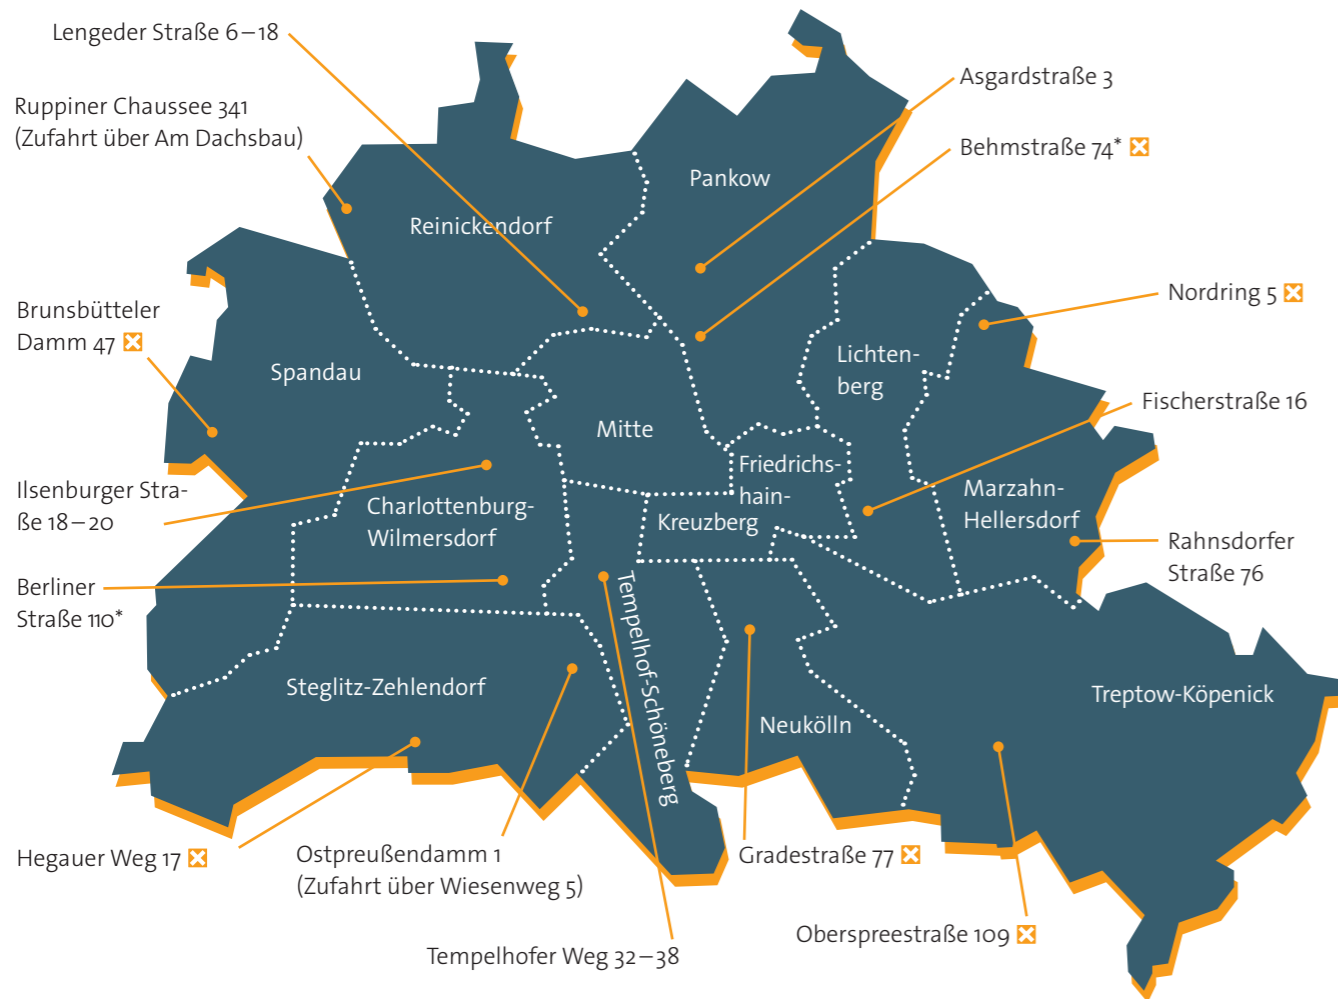 Lengeder Straße 6–18
Ruppiner Chaussee 341
(Zufahrt über Am Dachsbau)
Asgardstraße 3
Behmstraße 74*
Pankow
Reinickendorf
Brunsbütteler
Damm 47
Nordring 5
Spandau
Lichten-
berg
Fischerstraße 16
Mitte
Friedrichs-
hain-
Kreuzberg
Ilsenburger Stra-
ße 18–20
Charlottenburg-
Wilmersdorf
Marzahn-
Hellersdorf
Rahnsdorfer
Straße 76
Berliner
Straße 110*
Tempelhof-Schöneberg
Steglitz-Zehlendorf
Neukölln
Treptow-Köpenick
Hegauer Weg 17
Ostpreußendamm 1
(Zufahrt über Wiesenweg 5)
Gradestraße 77
Oberspreestraße 109
Tempelhofer Weg 32–38